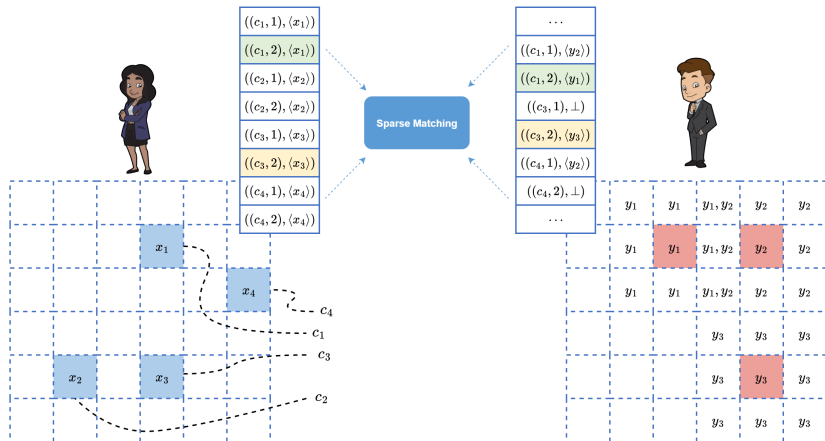 ((c₁, 1), ⟨x₁⟩)
((c₁, 2), ⟨x₁⟩)
((c₂, 1), ⟨x₂⟩)
((c₂, 2), ⟨x₂⟩)
((c₃, 1), ⟨x₃⟩)
((c₃, 2), ⟨x₃⟩)
((c₄, 1), ⟨x₄⟩)
((c₄, 2), ⟨x₄⟩)
Sparse Matching
⋯
((c₁, 1), ⟨y₂⟩)
((c₁, 2), ⟨y₁⟩)
((c₃, 1), ⊥)
((c₃, 2), ⟨y₃⟩)
((c₄, 1), ⟨y₂⟩)
((c₄, 2), ⊥)
⋯
x₁
x₄
x₂ x₃
c₄
c₁
c₃
c₂
y₁ y₁ y₁, y₂ y₂ y₂
y₁ y₁ y₁, y₂ y₂ y₂
y₁ y₁ y₁, y₂ y₂ y₂
y₃ y₃ y₃
y₃ y₃ y₃
y₃ y₃ y₃